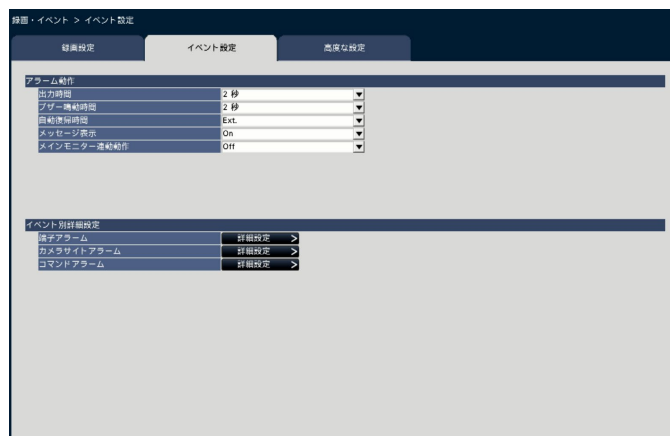 録画・イベント > イベント設定
録画設定 イベント設定 高度な設定
アラーム動作
出力時間 2 秒
ブザー鳴動時間 2 秒
自動復帰時間 Ext.
メッセージ表示 On
メインモニター連動動作 Off
イベント別詳細設定
端子アラーム 詳細設定 >
カメラサイトアラーム 詳細設定 >
コマンドアラーム 詳細設定 >